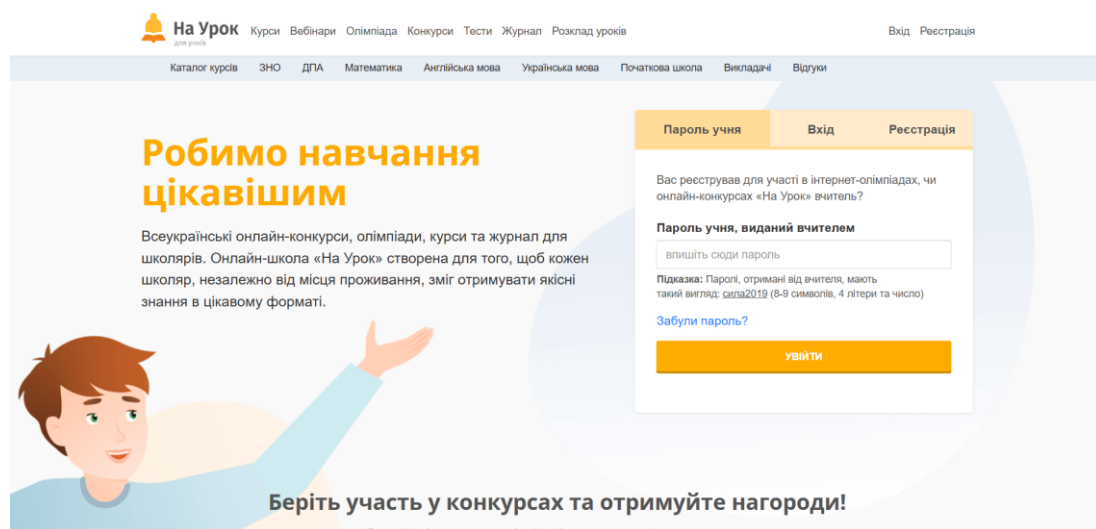 На Урок
для учнів
Курси Вебінари Олімпіада Конкурси Тести Журнал Розклад уроків
Вхід Реєстрація
Каталог курсів ЗНО ДПА Математика Англійська мова Українська мова Початкова школа Викладачі Відгуки
Робимо навчання
цікавішим
Всеукраїнські онлайн-конкурси, олімпіади, курси та журнал для
школярів. Онлайн-школа «На Урок» створена для того, щоб кожен
школяр, незалежно від місця проживання, зміг отримувати якісні
знання в цікавому форматі.
Пароль учня Вхід Реєстрація
Вас реєстрував для участі в інтернет-олімпіадах, чи
онлайн-конкурсах «На Урок» вчитель?
Пароль учня, виданий вчителем
впишіть сюди пароль
Підказка: Паролі, отримані від вчителя, мають
такий вигляд: сила2019 (8-9 символів, 4 літери та число)
Забули пароль?
УВІЙТИ
Беріть участь у конкурсах та отримуйте нагороди!